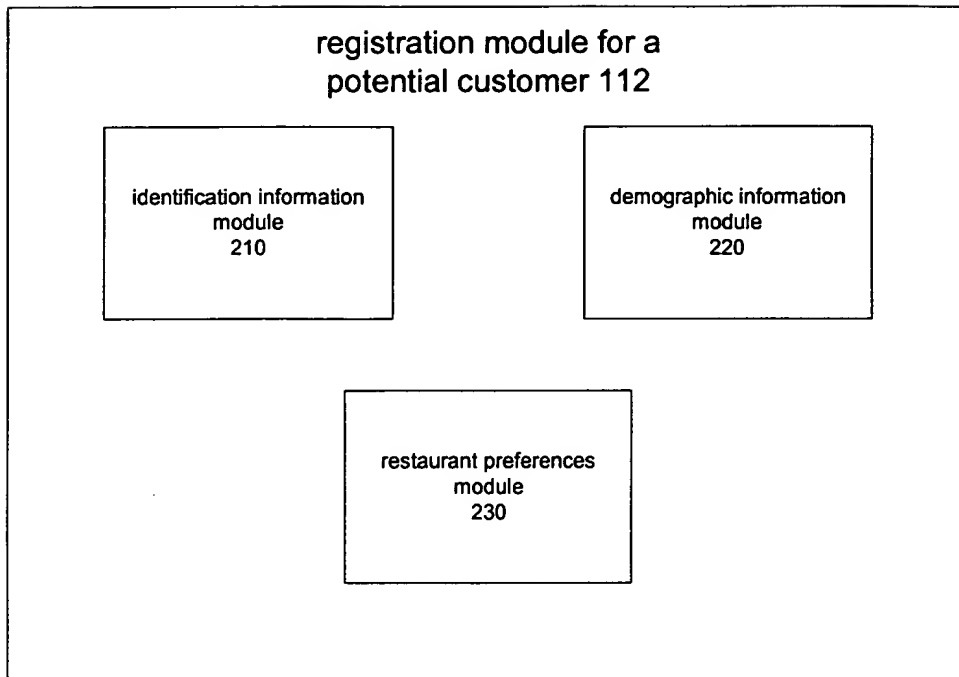 registration module for a
potential customer 112
identification information
module
210
demographic information
module
220
restaurant preferences
module
230